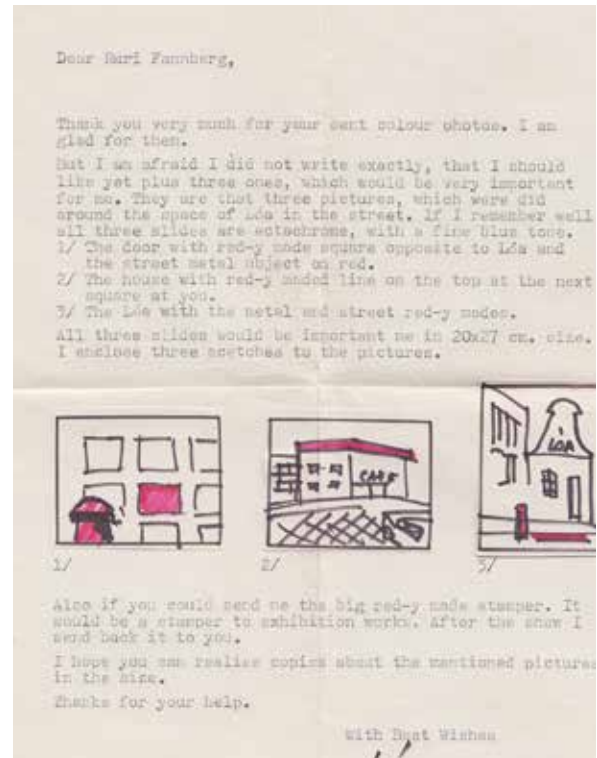 Dear Huri Fannberg,
Thank you very much for your sent colour photos. I am
glad for them.
But I am afraid I did not write exactly, that I should
like yet plus three ones, which would be very important
for me. They are that three pictures, which were did
around the space of Lóa in the street. If I remember well
all three slides are ectachrome, with a fine blue tone.
1/ The door with red-y made square opposite to Lóa and
the street metal object on red.
2/ The house with red-y maded line on the top at the next
square at you.
3/ The Lóa with the metal and street red-y mades.
All three slides would be important me in 20x27 cm. size.
I enclose three scetches to the pictures.
CAFE
LÓA
1/ 2/ 3/
Also if you could send me the big red-y made stamper. It
would be a stamper to exhibition works. After the show I
send back it to you.
I hope you can realise copies about the mentioned pictures
in the size.
Thanks for your help.
With Best Wishes